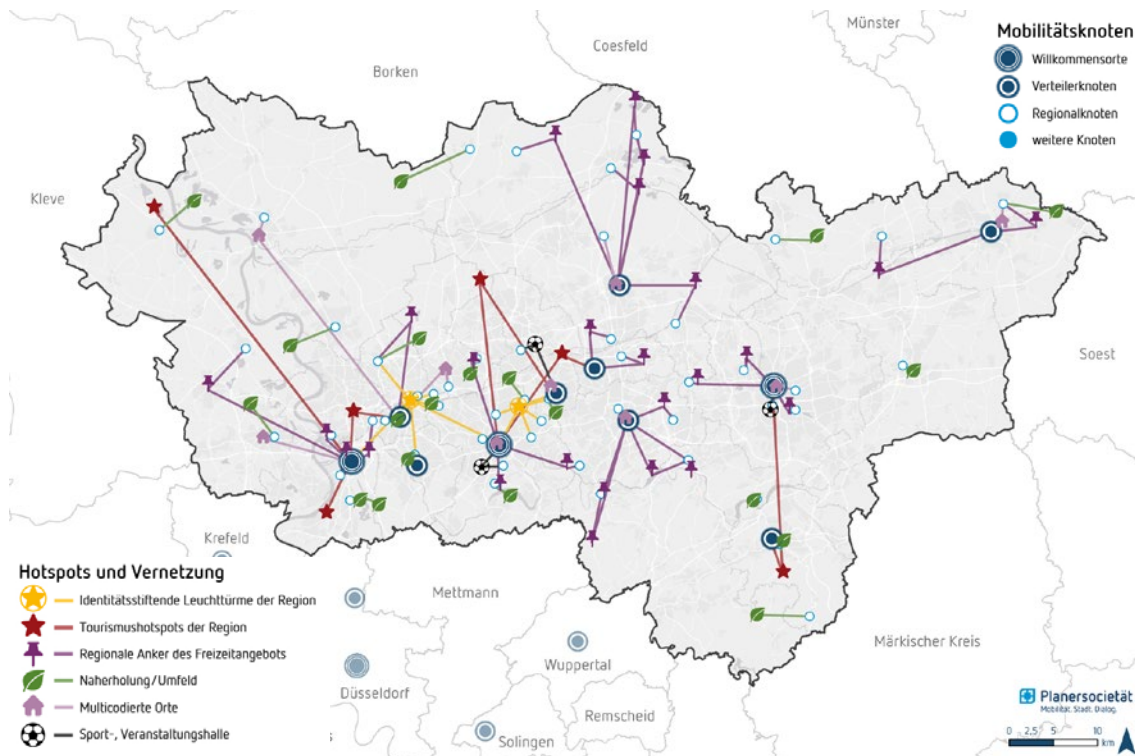 Münster
Coesfeld
Borken
Kleve
Mobilitätsknoten
Willkommensorte
Verteilerknoten
Regionalknoten
weitere Knoten
Soest
Krefeld
Hotspots und Vernetzung
Identitätsstiftende Leuchttürme der Region
Tourismushotspots der Region
Regionale Anker des Freizeitangebots
Naherholung/Umfeld
Multicodierte Orte
Sport-, Veranstaltungshalle
Mettmann
Düsseldorf
Wuppertal
Remscheid
Solingen
Märkischer Kreis
Planersocietät
Mobilität. Stadt. Dialog.
0 2,5 5 10
km